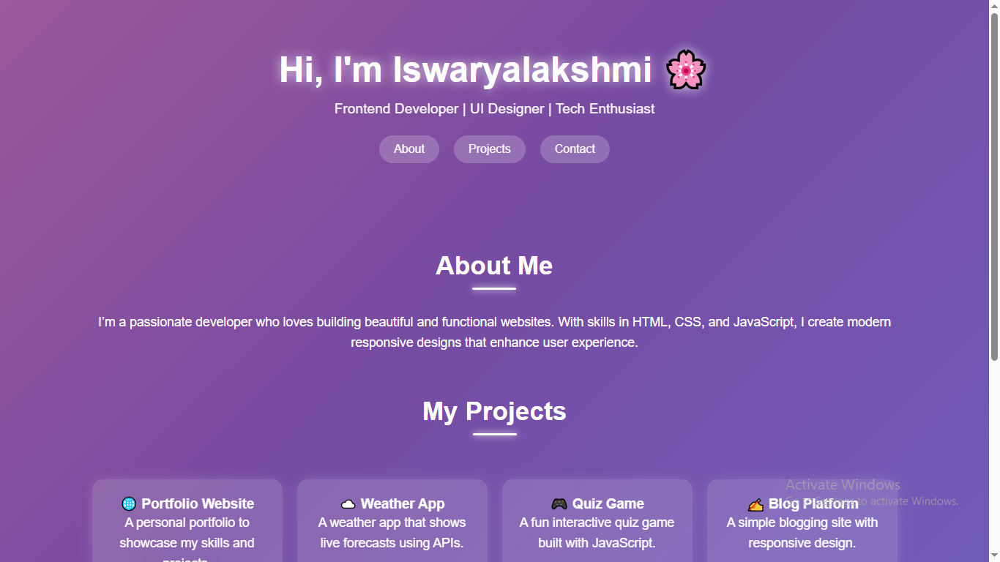 Hi, I'm Iswaryalakshmi 🌸
Frontend Developer | UI Designer | Tech Enthusiast
About Projects Contact
About Me
I’m a passionate developer who loves building beautiful and functional websites. With skills in HTML, CSS, and JavaScript, I create modern
responsive designs that enhance user experience.
My Projects
🌐 Portfolio Website
A personal portfolio to
showcase my skills and
projects.
☁️ Weather App
A weather app that shows
live forecasts using APIs.
🎮 Quiz Game
A fun interactive quiz game
built with JavaScript.
✍️ Blog Platform
A simple blogging site with
responsive design.
Activate Windows
Go to Settings to activate Windows.